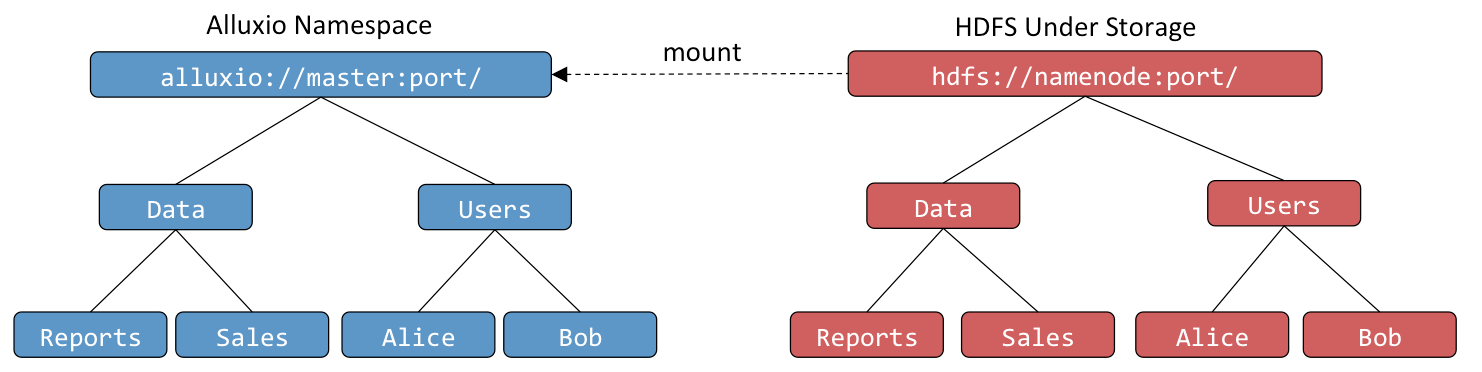 Alluxio Namespace
HDFS Under Storage
alluxio://master:port/
mount
hdfs://namenode:port/
Data
Users
Data
Users
Reports
Sales
Alice
Bob
Reports
Sales
Alice
Bob